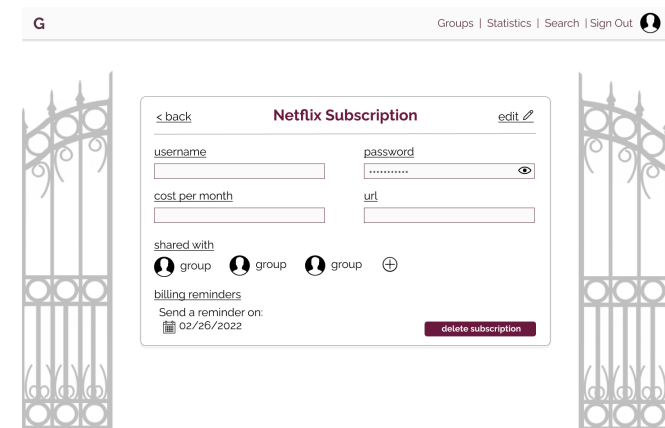 G
Groups | Statistics | Search | Sign Out
< back
Netflix Subscription
edit
username
password
***********
cost per month
url
shared with
group group group
billing reminders
Send a reminder on:
02/26/2022
delete subscription